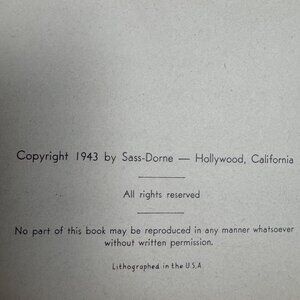 Copyright 1943 by Sass-Dorne — Hollywood, California
All rights reserved
No part of this book may be reproduced in any manner whatsoever
without written permission.
Lithographed in the U.S.A